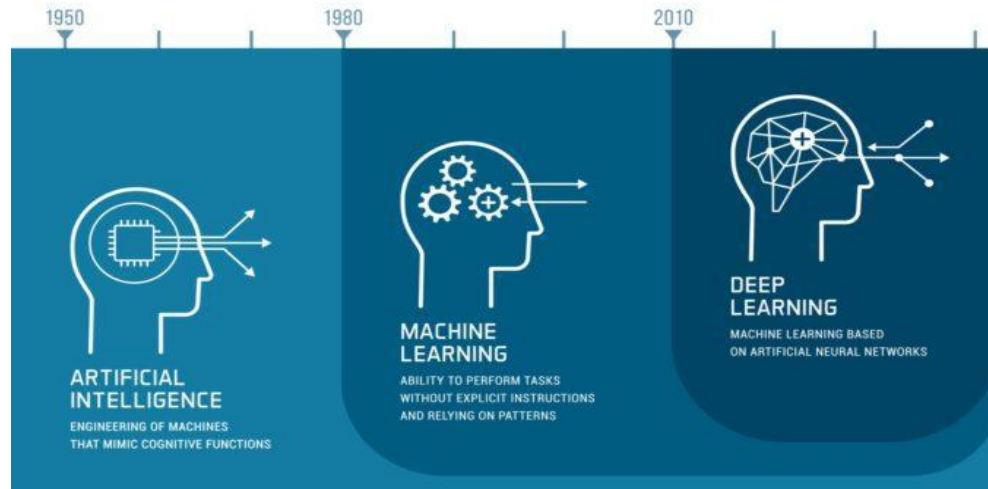 1950
1980
2010
ARTIFICIAL
INTELLIGENCE
ENGINEERING OF MACHINES
THAT MIMIC COGNITIVE FUNCTIONS
MACHINE
LEARNING
ABILITY TO PERFORM TASKS
WITHOUT EXPLICIT INSTRUCTIONS
AND RELYING ON PATTERNS
DEEP
LEARNING
MACHINE LEARNING BASED
ON ARTIFICIAL NEURAL NETWORKS